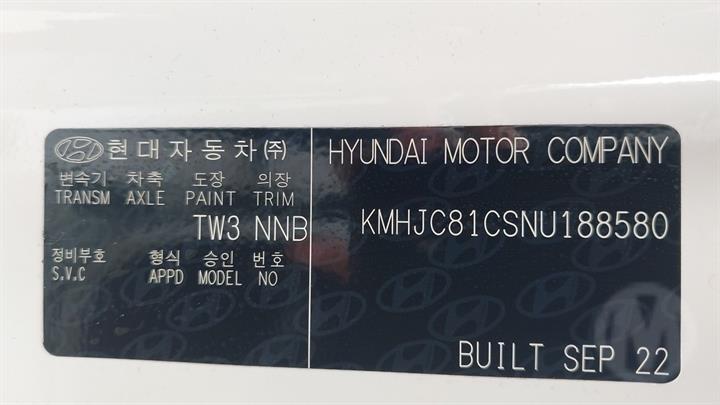 현대자동차㈜
변속기 차축 도장 의장
TRANSM AXLE PAINT TRIM
TW3 NNB
정비부호 형식 승인 번호
S.V.C APPD MODEL NO
HYUNDAI MOTOR COMPANY
KMHJC81CSNU188580
BUILT SEP 22